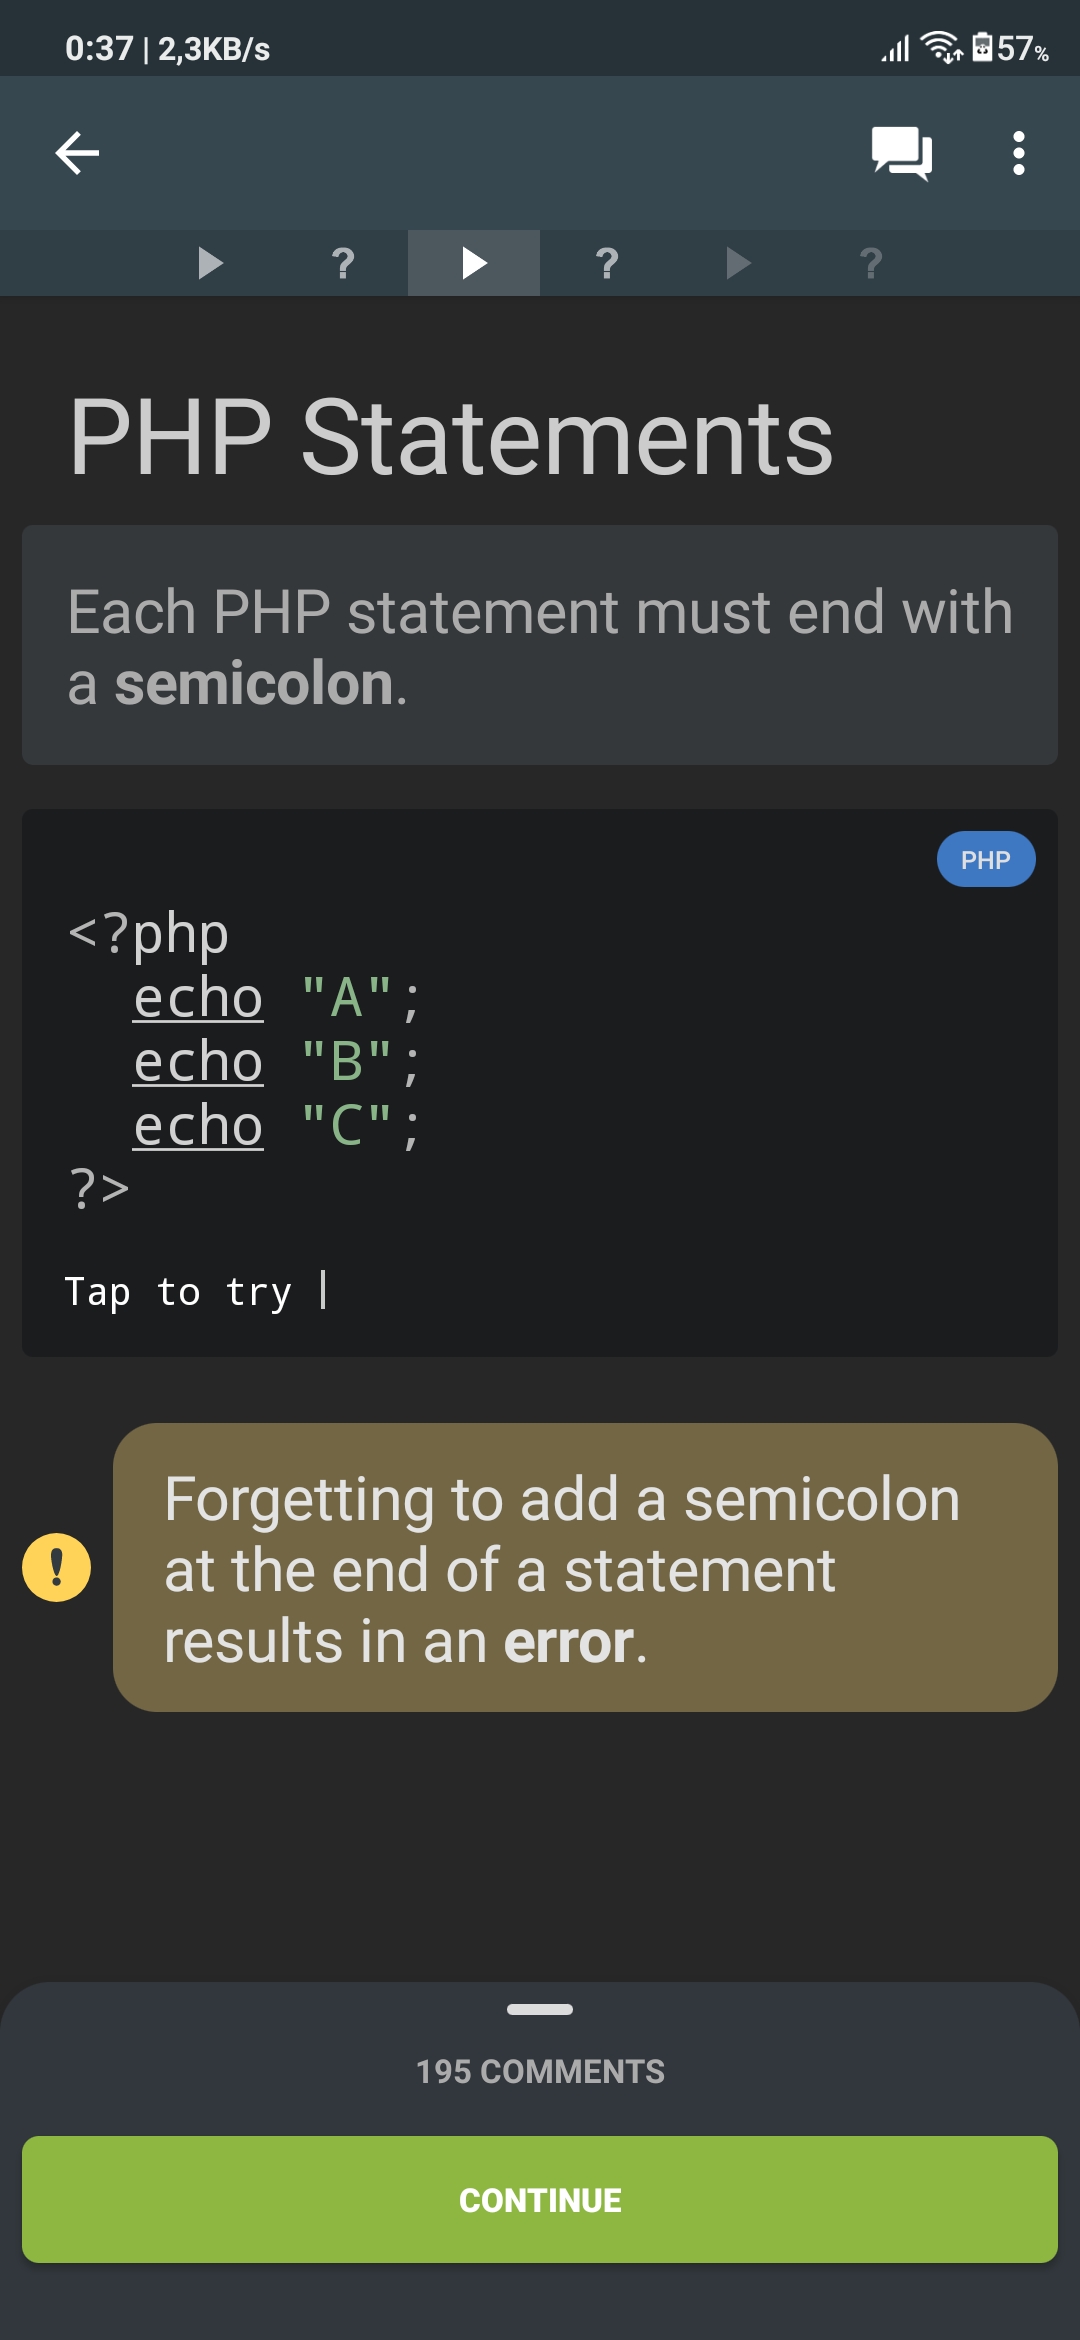 0:37 | 2,3KB/s 57%
? ? ?
PHP Statements
Each PHP statement must end with
a semicolon.
PHP
<?php
  echo "A";
  echo "B";
  echo "C";
?>
Tap to try |
Forgetting to add a semicolon
at the end of a statement
results in an error.
195 COMMENTS
CONTINUE